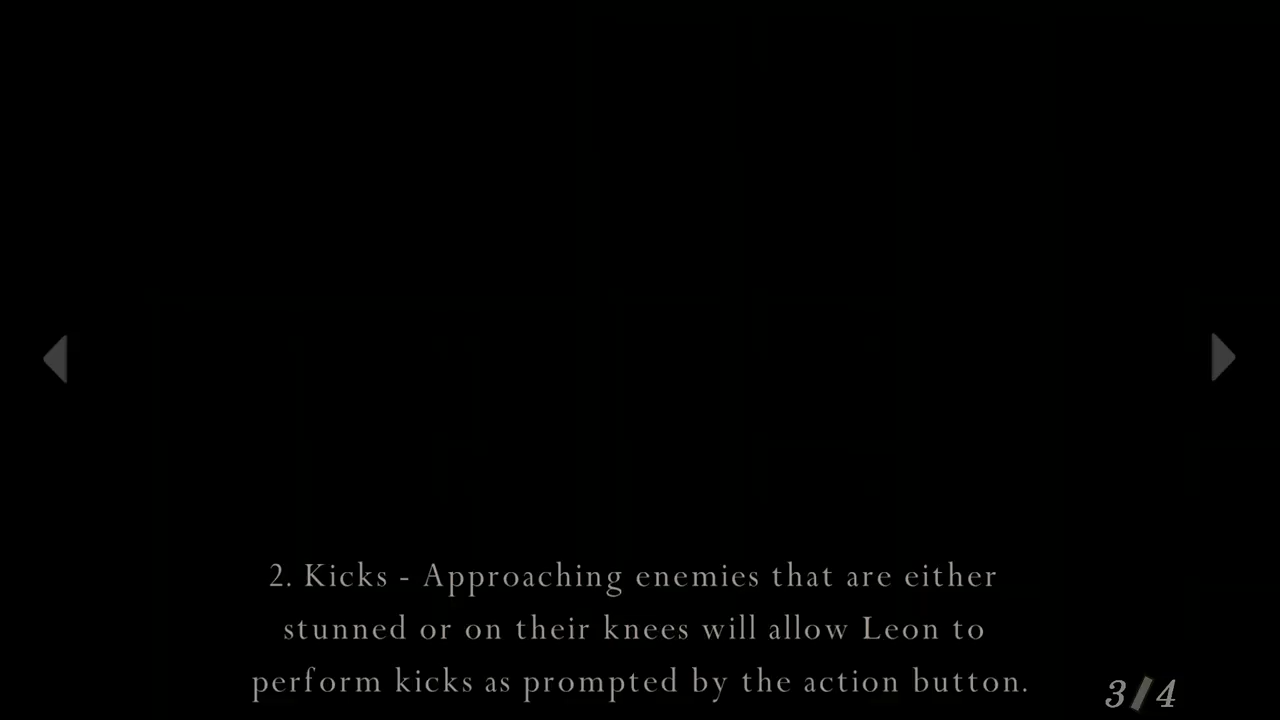 2. Kicks - Approaching enemies that are either
stunned or on their knees will allow Leon to
perform kicks as prompted by the action button.
3/4